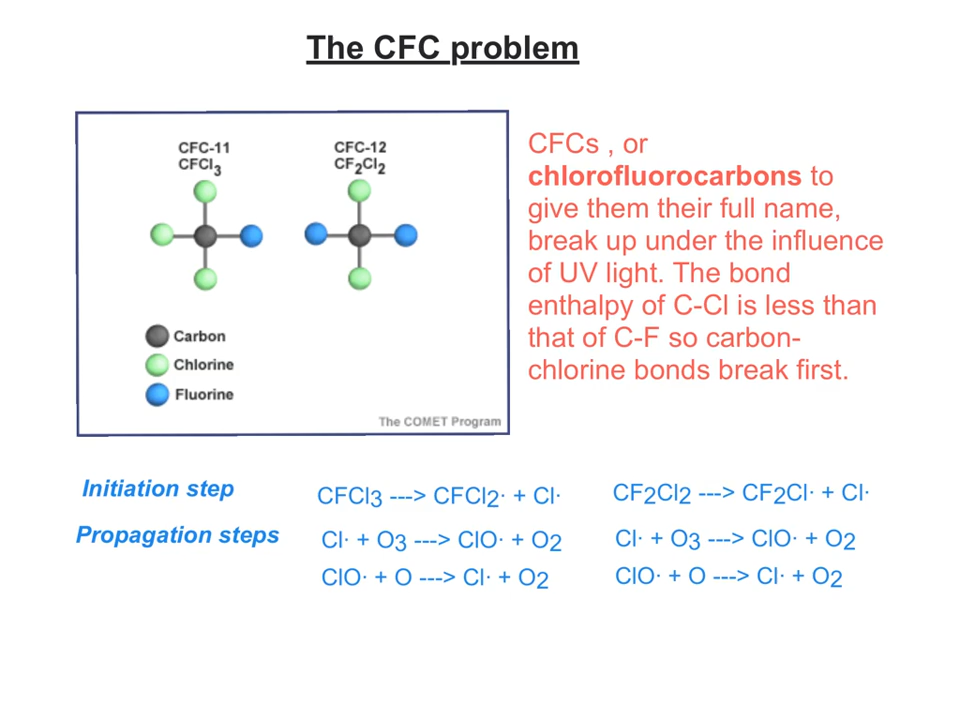 The CFC problem
CFC-11
CFCl3
CFC-12
CF2Cl2
Carbon
Chlorine
Fluorine
The COMET Program
CFCs , or
chlorofluorocarbons to
give them their full name,
break up under the influence
of UV light. The bond
enthalpy of C-Cl is less than
that of C-F so carbon-
chlorine bonds break first.
Initiation step
CFCl3 ---> CFCl2· + Cl·
CF2Cl2 ---> CF2Cl· + Cl·
Propagation steps
Cl· + O3 ---> ClO· + O2
Cl· + O3 ---> ClO· + O2
ClO· + O ---> Cl· + O2
ClO· + O ---> Cl· + O2